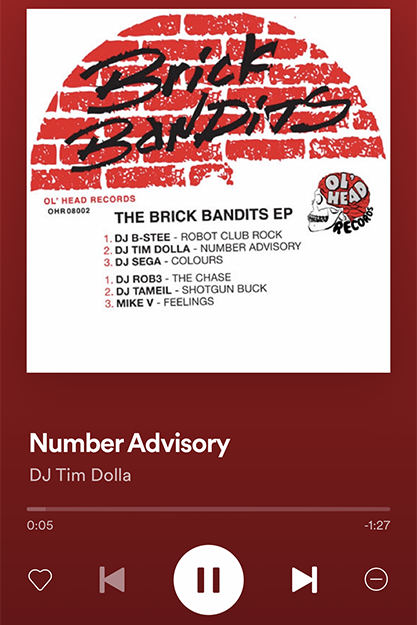 Brick
BANDITS
OL' HEAD RECORDS
OHR08002
OL'
HEAD
RECORDS
THE BRICK BANDITS EP
1. DJ B-STEE - ROBOT CLUB ROCK
2. DJ TIM DOLLA - NUMBER ADVISORY
3. DJ SEGA - COLOURS
1. DJ ROB3 - THE CHASE
2. DJ TAMEIL - SHOTGUN BUCK
3. MIKE V - FEELINGS
Number Advisory
DJ Tim Dolla
0:05 -1:27